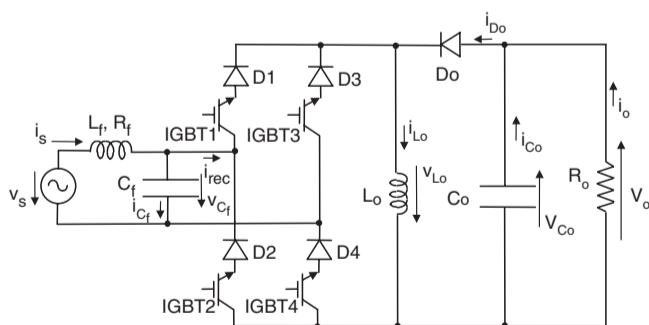 i_Do
D1
D3
Do
IGBT1
IGBT3
i_s
L_f, R_f
i_Lo
i_Co
i_o
v_s
C_f
i_rec
i_Cf
v_Cf
L_o
v_Lo
Co
V_Co
R_o
V_o
D2
D4
IGBT2
IGBT4